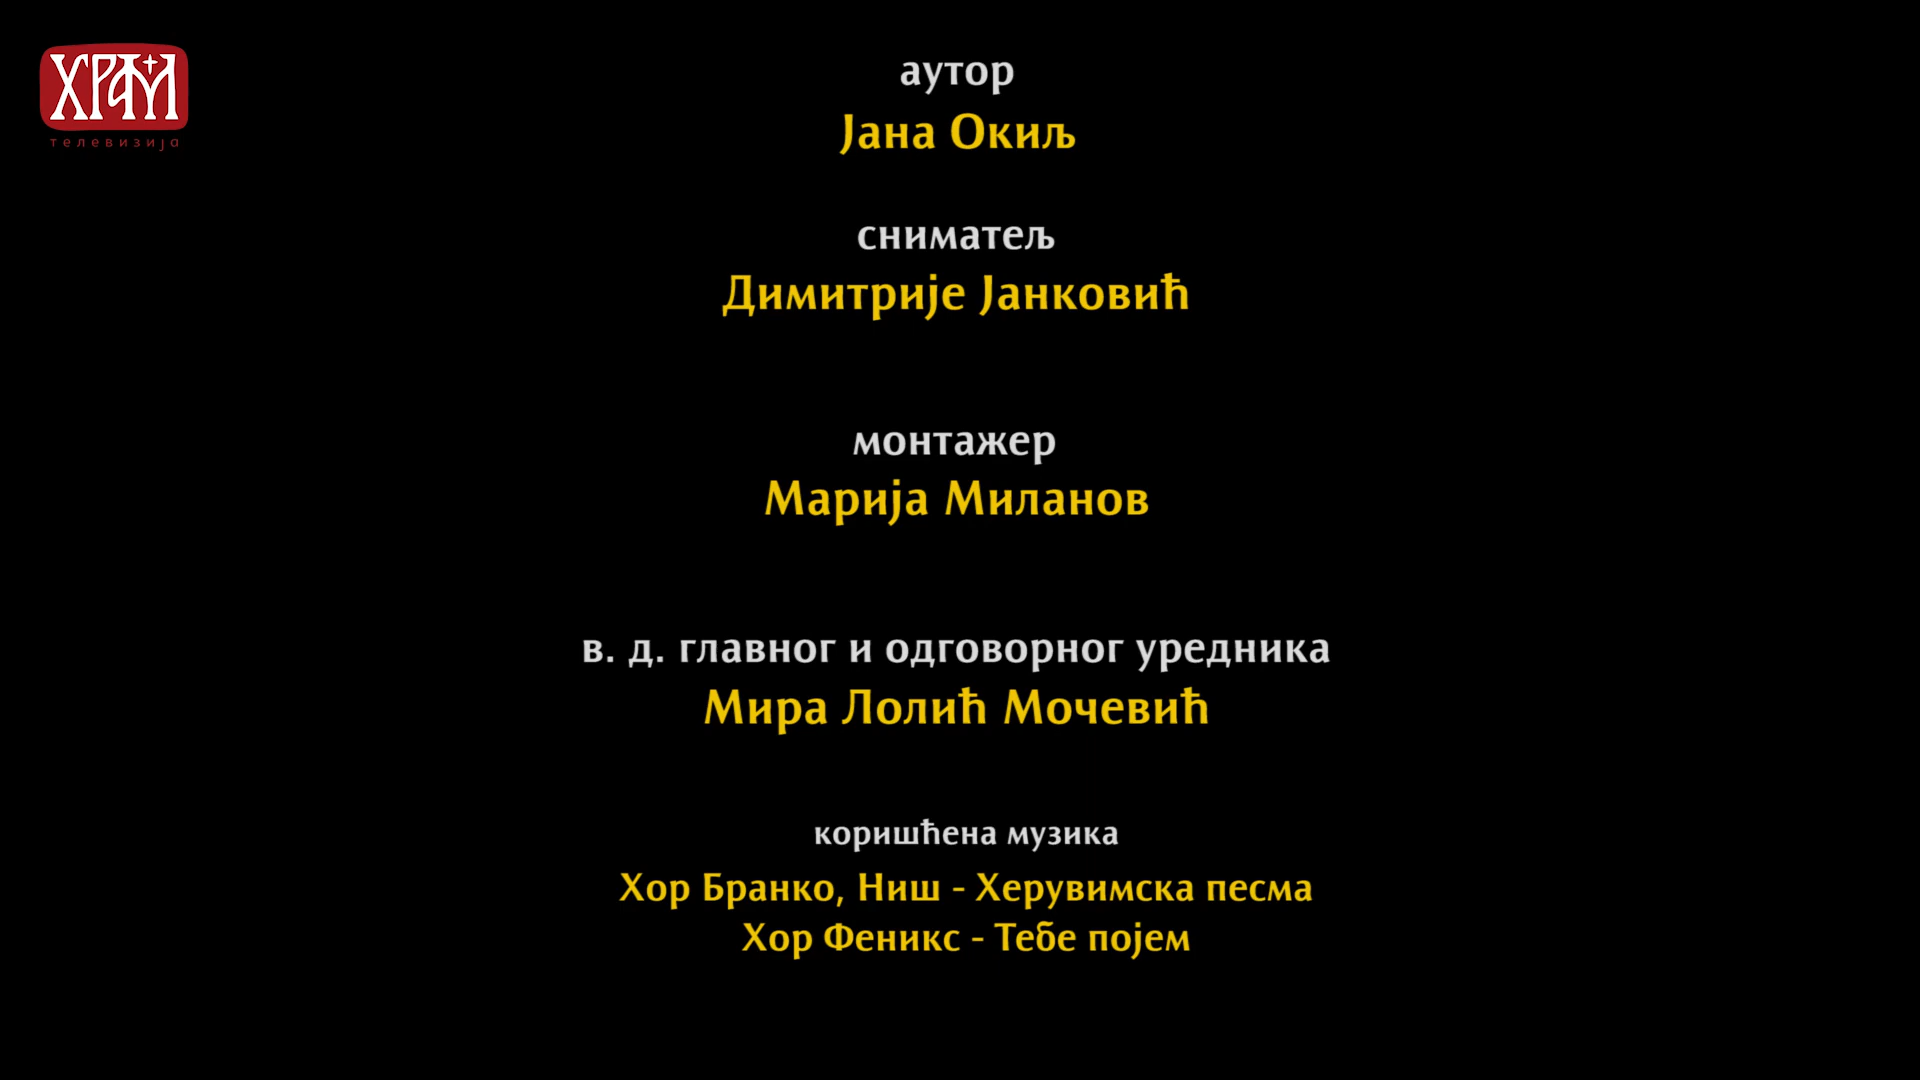 ХРАМ
телевизија
аутор
Јана Окиљ
сниматељ
Димитрије Јанковић
монтажер
Марија Миланов
в. д. главног и одговорног уредника
Мира Лолић Мочевић
коришћена музика
Хор Бранко, Ниш - Херувимска песма
Хор Феникс - Тебе појем